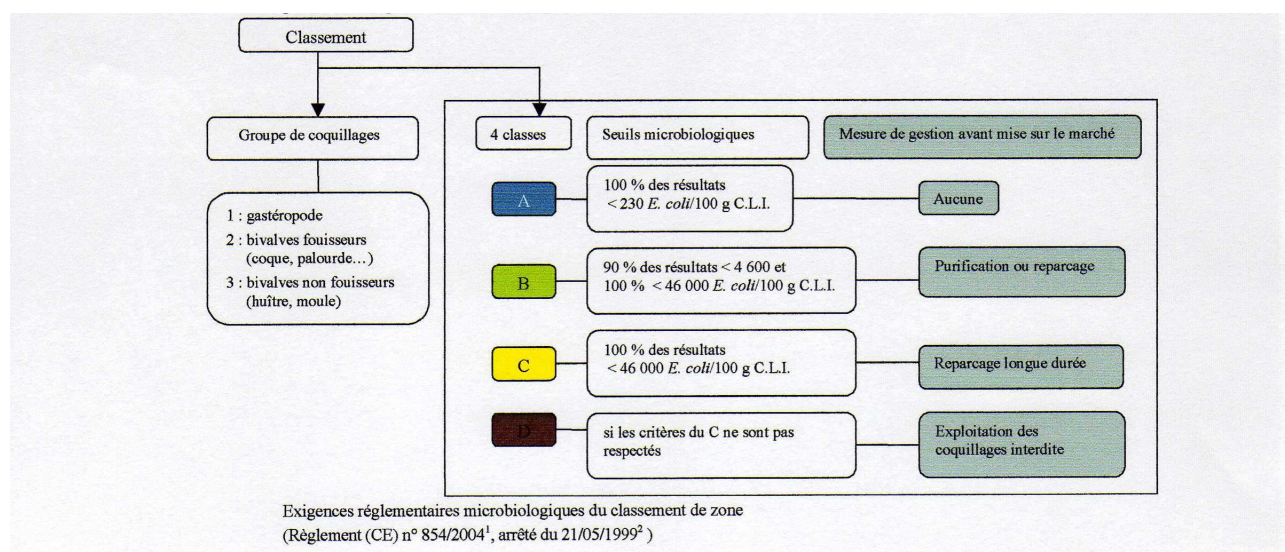 Classement
Groupe de coquillages
1 : gastéropode
2 : bivalves fouisseurs
(coque, palourde…)
3 : bivalves non fouisseurs
(huître, moule)
4 classes
Seuils microbiologiques
Mesure de gestion avant mise sur le marché
A
100 % des résultats
< 230 E. coli/100 g C.L.I.
Aucune
B
90 % des résultats < 4 600 et
100 % < 46 000 E. coli/100 g C.L.I.
Purification ou reparcage
C
100 % des résultats
< 46 000 E. coli/100 g C.L.I.
Reparcage longue durée
D
si les critères du C ne sont pas
respectés
Exploitation des
coquillages interdite
Exigences réglementaires microbiologiques du classement de zone
(Règlement (CE) n° 854/2004¹, arrêté du 21/05/1999² )